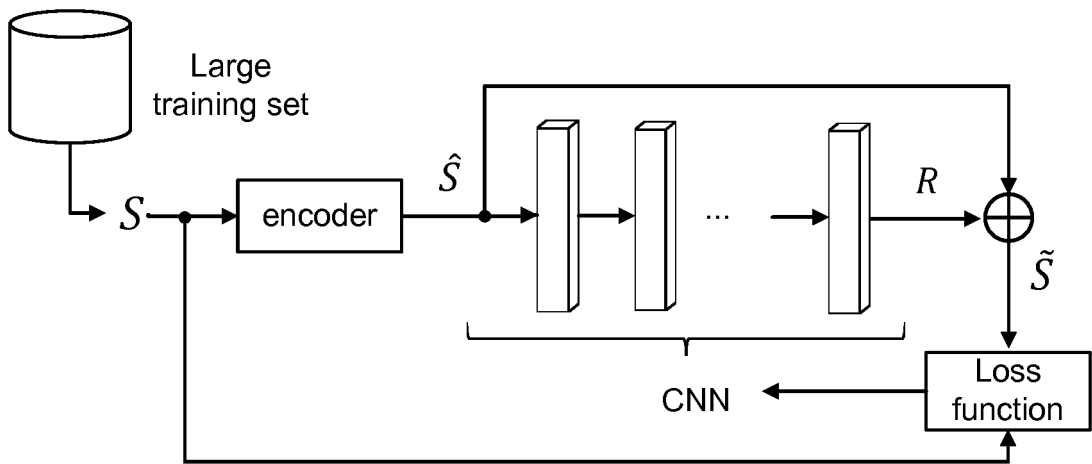 Large
training set
S
encoder
Ŝ
...
R
S̃
CNN
Loss
function